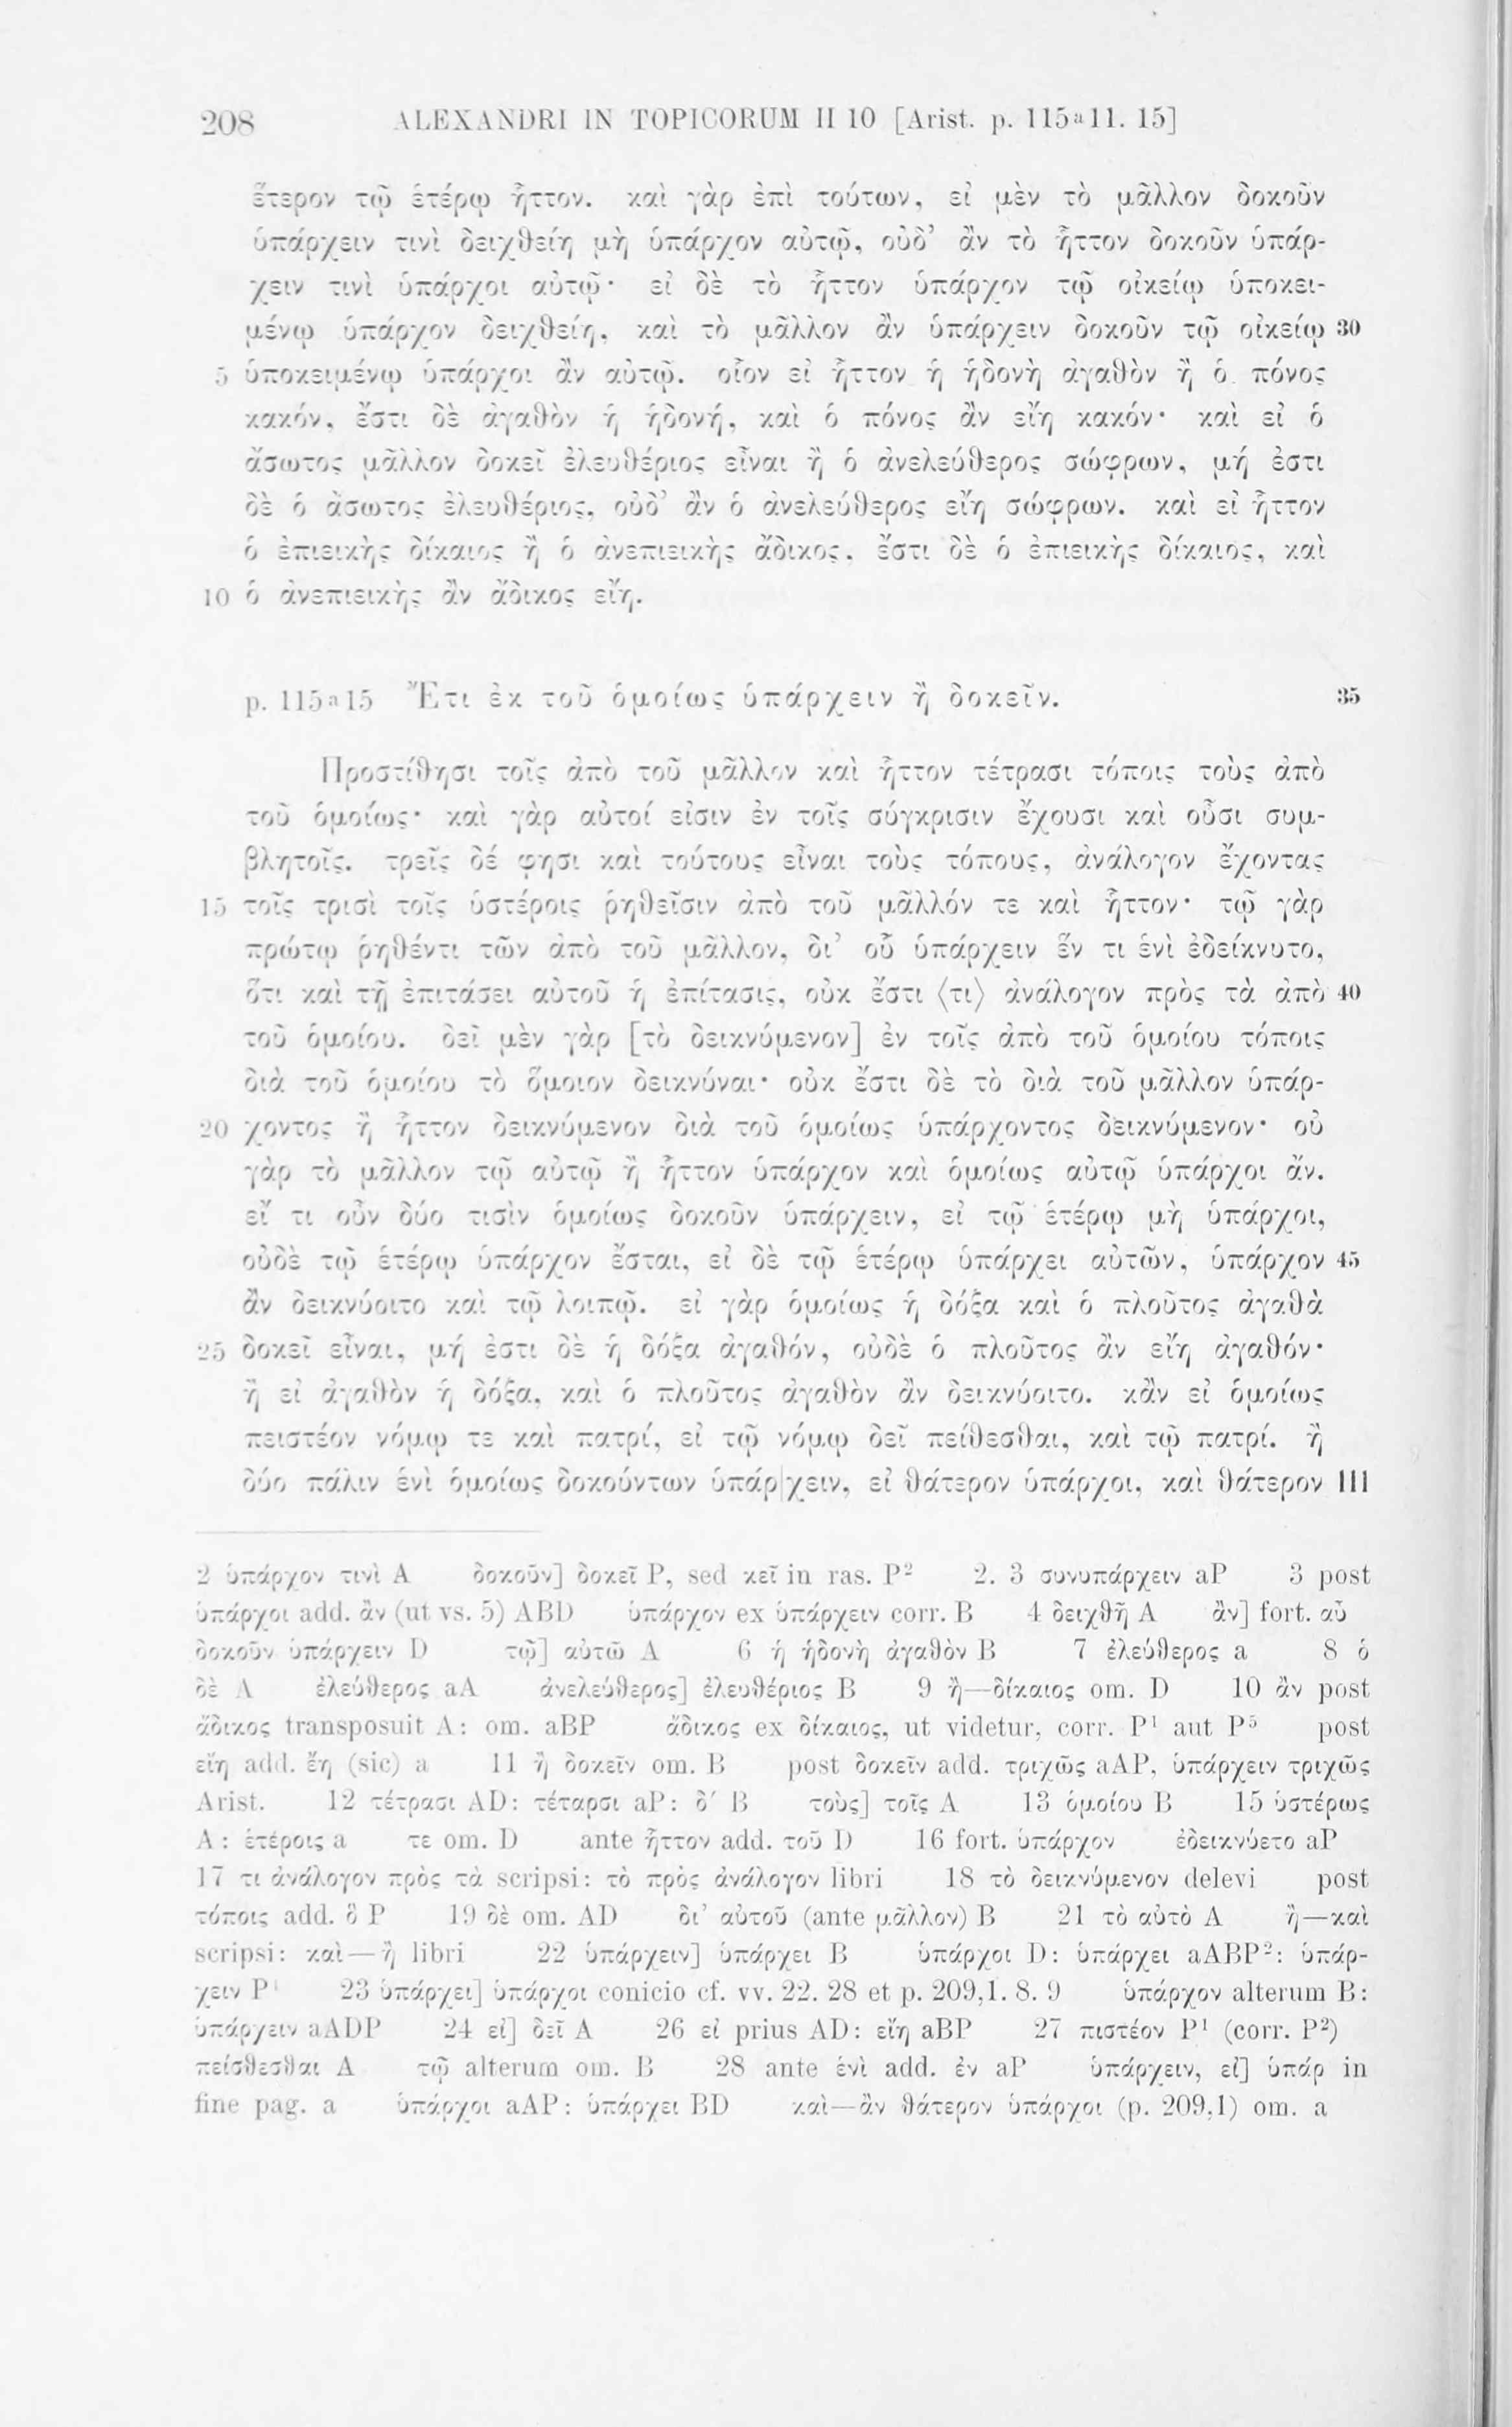 208 ALEXANDRI IN TOPICORUM II 10 [Arist. p. 115ᵃ11. 15]
ἕτερον τῷ ἑτέρῳ ἧττον. καὶ γὰρ ἐπὶ τούτων, εἰ μὲν τὸ μᾶλλον δοκοῦν
ὑπάρχειν τινὶ δειχθείη μὴ ὑπάρχον αὐτῷ, οὐδ’ ἂν τὸ ἧττον δοκοῦν ὑπάρ-
χειν τινὶ ὑπάρχοι αὐτῷ· εἰ δὲ τὸ ἧττον ὑπάρχον τῷ οἰκείῳ ὑποκει-
μένῳ ὑπάρχον δειχθείη, καὶ τὸ μᾶλλον ἂν ὑπάρχειν δοκοῦν τῷ οἰκείῳ 30
5 ὑποκειμένῳ ὑπάρχοι ἂν αὐτῷ. οἷον εἰ ἧττον ἡ ἡδονὴ ἀγαθὸν ἢ ὁ πόνος
κακόν, ἔστι δὲ ἀγαθὸν ἡ ἡδονή, καὶ ὁ πόνος ἂν εἴη κακόν· καὶ εἰ ὁ
ἄσωτος μᾶλλον δοκεῖ ἐλευθέριος εἶναι ἢ ὁ ἀνελεύθερος σώφρων, μή ἐστι
δὲ ὁ ἄσωτος ἐλευθέριος, οὐδ’ ἂν ὁ ἀνελεύθερος εἴη σώφρων. καὶ εἰ ἧττον
ὁ ἐπιεικὴς δίκαιος ἢ ὁ ἀνεπιεικὴς ἄδικος, ἔστι δὲ ὁ ἐπιεικὴς δίκαιος, καὶ
10 ὁ ἀνεπιεικὴς ἂν ἄδικος εἴη.
p. 115ᵃ15 Ἔτι ἐκ τοῦ ὁμοίως ὑπάρχειν ἢ δοκεῖν. 35
Προστίθησι τοῖς ἀπὸ τοῦ μᾶλλον καὶ ἧττον τέτρασι τόποις τοὺς ἀπὸ
τοῦ ὁμοίως· καὶ γὰρ αὐτοί εἰσιν ἐν τοῖς σύγκρισιν ἔχουσι καὶ οὖσι συμ-
βλητοῖς. τρεῖς δέ φησι καὶ τούτους εἶναι τοὺς τόπους, ἀνάλογον ἔχοντας
15 τοῖς τρισὶ τοῖς ὑστέροις ῥηθεῖσιν ἀπὸ τοῦ μᾶλλόν τε καὶ ἧττον· τῷ γὰρ
πρώτῳ ῥηθέντι τῶν ἀπὸ τοῦ μᾶλλον, δι’ οὗ ὑπάρχειν ἕν τι ἑνὶ ἐδείκνυτο,
ὅτι καὶ τῇ ἐπιτάσει αὐτοῦ ἡ ἐπίτασις, οὐκ ἔστι ⟨τι⟩ ἀνάλογον πρὸς τὰ ἀπὸ 40
τοῦ ὁμοίου. δεῖ μὲν γὰρ [τὸ δεικνύμενον] ἐν τοῖς ἀπὸ τοῦ ὁμοίου τόποις
διὰ τοῦ ὁμοίου τὸ ὅμοιον δεικνύναι· οὐκ ἔστι δὲ τὸ διὰ τοῦ μᾶλλον ὑπάρ-
20 χοντος ἢ ἧττον δεικνύμενον διὰ τοῦ ὁμοίως ὑπάρχοντος δεικνύμενον· οὐ
γὰρ τὸ μᾶλλον τῷ αὐτῷ ἢ ἧττον ὑπάρχον καὶ ὁμοίως αὐτῷ ὑπάρχοι ἄν.
εἴ τι οὖν δύο τισὶν ὁμοίως δοκοῦν ὑπάρχειν, εἰ τῷ ἑτέρῳ μὴ ὑπάρχοι,
οὐδὲ τῷ ἑτέρῳ ὑπάρχον ἔσται, εἰ δὲ τῷ ἑτέρῳ ὑπάρχει αὐτῶν, ὑπάρχον 45
ἂν δεικνύοιτο καὶ τῷ λοιπῷ. εἰ γὰρ ὁμοίως ἡ δόξα καὶ ὁ πλοῦτος ἀγαθὰ
25 δοκεῖ εἶναι, μή ἐστι δὲ ἡ δόξα ἀγαθόν, οὐδὲ ὁ πλοῦτος ἂν εἴη ἀγαθόν·
ἢ εἰ ἀγαθὸν ἡ δόξα, καὶ ὁ πλοῦτος ἀγαθὸν ἂν δεικνύοιτο. κἂν εἰ ὁμοίως
πειστέον νόμῳ τε καὶ πατρί, εἰ τῷ νόμῳ δεῖ πείθεσθαι, καὶ τῷ πατρί. ἢ
δύο πάλιν ἑνὶ ὁμοίως δοκούντων ὑπάρ|χειν, εἰ θάτερον ὑπάρχοι, καὶ θάτερον 111
2 ὑπάρχον τινὶ A δοκοῦν] δοκεῖ P, sed κεῖ in ras. P² 2. 3 συνυπάρχειν aP 3 post
ὑπάρχοι add. ἂν (ut vs. 5) ABD ὑπάρχον ex ὑπάρχειν corr. B 4 δειχθῇ A ἂν] fort. αὖ
δοκοῦν ὑπάρχειν D τῷ] αὐτῶ A 6 ἡ ἡδονὴ ἀγαθὸν B 7 ἐλεύθερος a 8 ὁ
δὲ A ἐλεύθερος aA ἀνελεύθερος] ἐλευθέριος B 9 ἢ—δίκαιος om. D 10 ἂν post
ἄδικος transposuit A: om. aBP ἄδικος ex δίκαιος, ut videtur, corr. P¹ aut P⁵ post
εἴη add. ἔη (sic) a 11 ἢ δοκεῖν om. B post δοκεῖν add. τριχῶς aAP, ὑπάρχειν τριχῶς
Arist. 12 τέτρασι AD: τέταρσι aP: δ′ B τοὺς] τοῖς A 13 ὁμοίου B 15 ὑστέρως
A: ἑτέροις a τε om. D ante ἧττον add. τοῦ D 16 fort. ὑπάρχον ἐδεικνύετο aP
17 τι ἀνάλογον πρὸς τὰ scripsi: τὸ πρὸς ἀνάλογον libri 18 τὸ δεικνύμενον delevi post
τόποις add. ὃ P 19 δὲ om. AD δι’ αὐτοῦ (ante μᾶλλον) B 21 τὸ αὐτὸ A ἢ—καὶ
scripsi: καὶ—ἢ libri 22 ὑπάρχειν] ὑπάρχει B ὑπάρχοι D: ὑπάρχει aABP²: ὑπάρ-
χειν P¹ 23 ὑπάρχει] ὑπάρχοι conicio cf. vv. 22. 28 et p. 209,1. 8. 9 ὑπάρχον alterum B:
ὑπάρχειν aADP 24 εἰ] δεῖ A 26 εἰ prius AD: εἴη aBP 27 πιστέον P¹ (corr. P²)
πείσθεσθαι A τῷ alterum om. B 28 ante ἑνὶ add. ἐν aP ὑπάρχειν, εἰ] ὑπάρ in
fine pag. a ὑπάρχοι aAP: ὑπάρχει BD καὶ—ἂν θάτερον ὑπάρχοι (p. 209,1) om. a